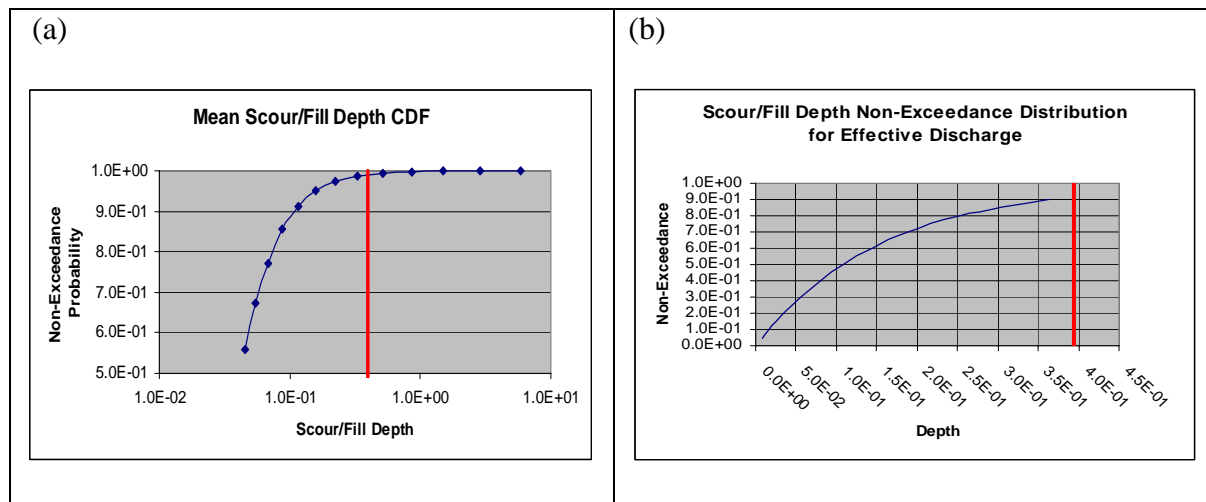 (a)
Mean Scour/Fill Depth CDF
Non-Exceedance
Probability
1.0E+00
9.0E-01
8.0E-01
7.0E-01
6.0E-01
5.0E-01
1.0E-02 1.0E-01 1.0E+00 1.0E+01
Scour/Fill Depth
(b)
Scour/Fill Depth Non-Exceedance Distribution
for Effective Discharge
Non-Exceedance
1.0E+00
9.0E-01
8.0E-01
7.0E-01
6.0E-01
5.0E-01
4.0E-01
3.0E-01
2.0E-01
1.0E-01
0.0E+00
0.0E+00 5.0E-02 1.0E-01 1.5E-01 2.0E-01 2.5E-01 3.0E-01 3.5E-01 4.0E-01 4.5E-01
Depth